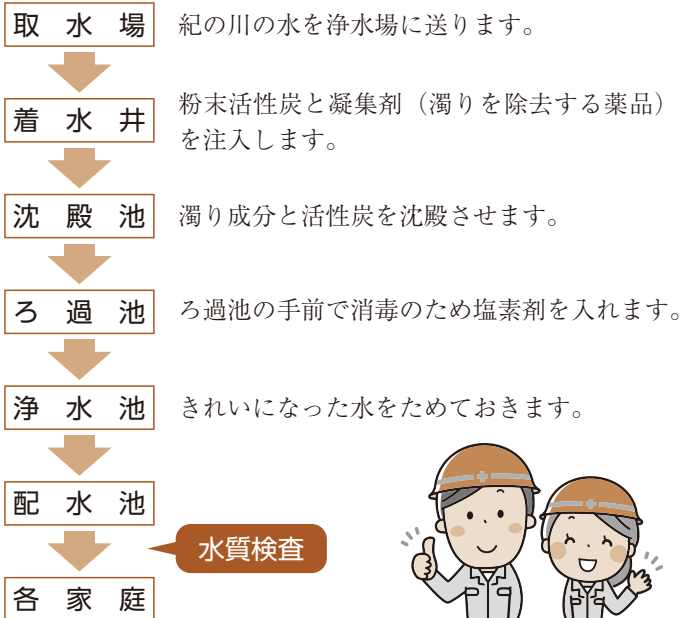 取水場
紀の川の水を浄水場に送ります。
着水井
粉末活性炭と凝集剤（濁りを除去する薬品）
を注入します。
沈殿池
濁り成分と活性炭を沈殿させます。
ろ過池
ろ過池の手前で消毒のため塩素剤を入れます。
浄水池
きれいになった水をためておきます。
配水池
水質検査
各家庭